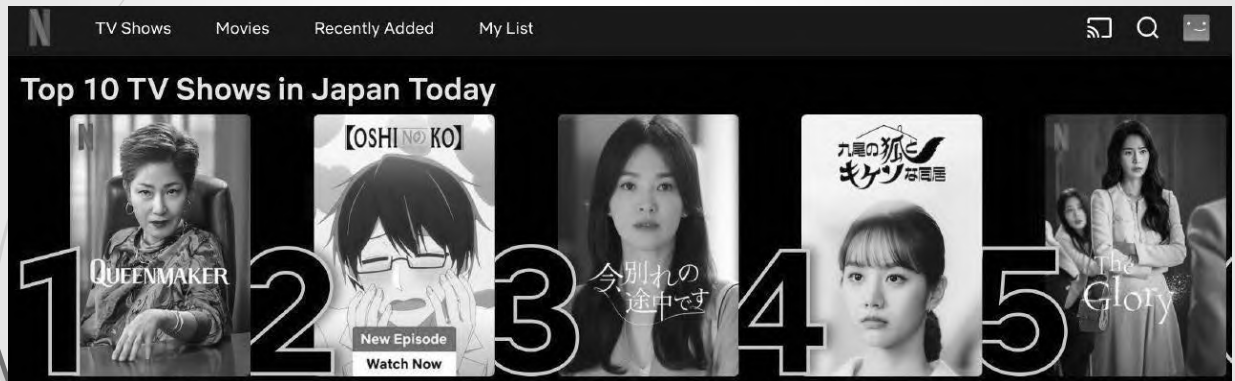 N
TV Shows Movies Recently Added My List
Top 10 TV Shows in Japan Today
N
QUEENMAKER
1
【OSHI NO KO】
New Episode
Watch Now
2
今、別れの
途中です
3
九尾の狐と
キケンな同居
4
N
The
Glory
5